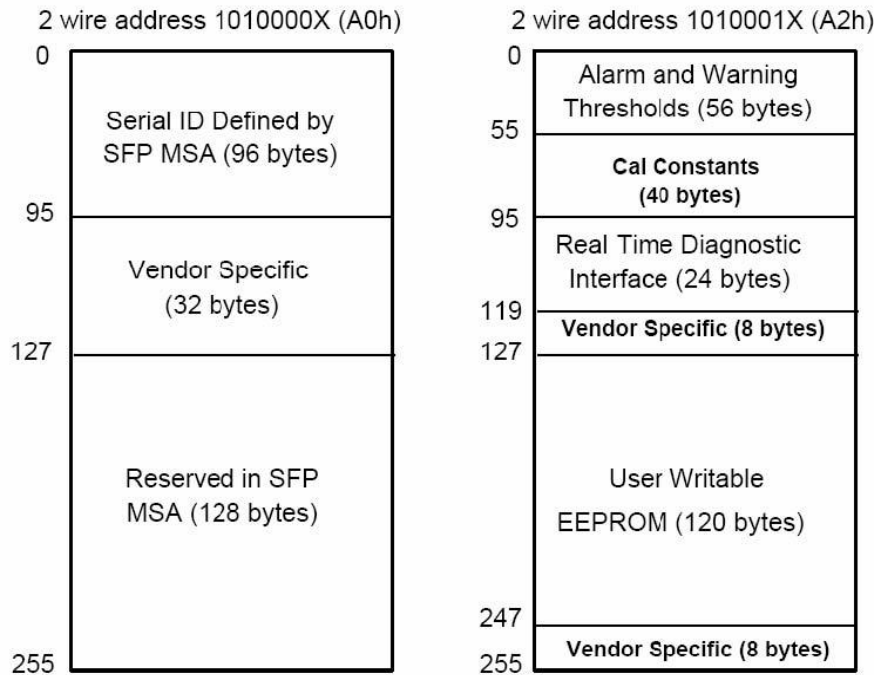 2 wire address 1010000X (A0h)
0
Serial ID Defined by
SFP MSA (96 bytes)
95
Vendor Specific
(32 bytes)
127
Reserved in SFP
MSA (128 bytes)
255
2 wire address 1010001X (A2h)
0
Alarm and Warning
Thresholds (56 bytes)
55
Cal Constants
(40 bytes)
95
Real Time Diagnostic
Interface (24 bytes)
119
Vendor Specific (8 bytes)
127
User Writable
EEPROM (120 bytes)
247
Vendor Specific (8 bytes)
255